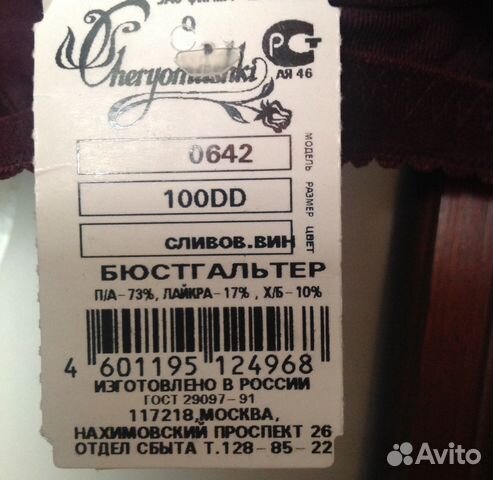 Cheryomushki
РСТ
АЯ 46
0642
МОДЕЛЬ
100DD
РАЗМЕР
СЛИВОВ.ВИН
ЦВЕТ
БЮСТГАЛЬТЕР
П/А-73%, ЛАЙКРА-17%, Х/Б-10%
4 601195 124968
ИЗГОТОВЛЕНО В РОССИИ
ГОСТ 29097-91
117218,МОСКВА,
НАХИМОВСКИЙ ПРОСПЕКТ 26
ОТДЕЛ СБЫТА Т.128-85-22
Avito